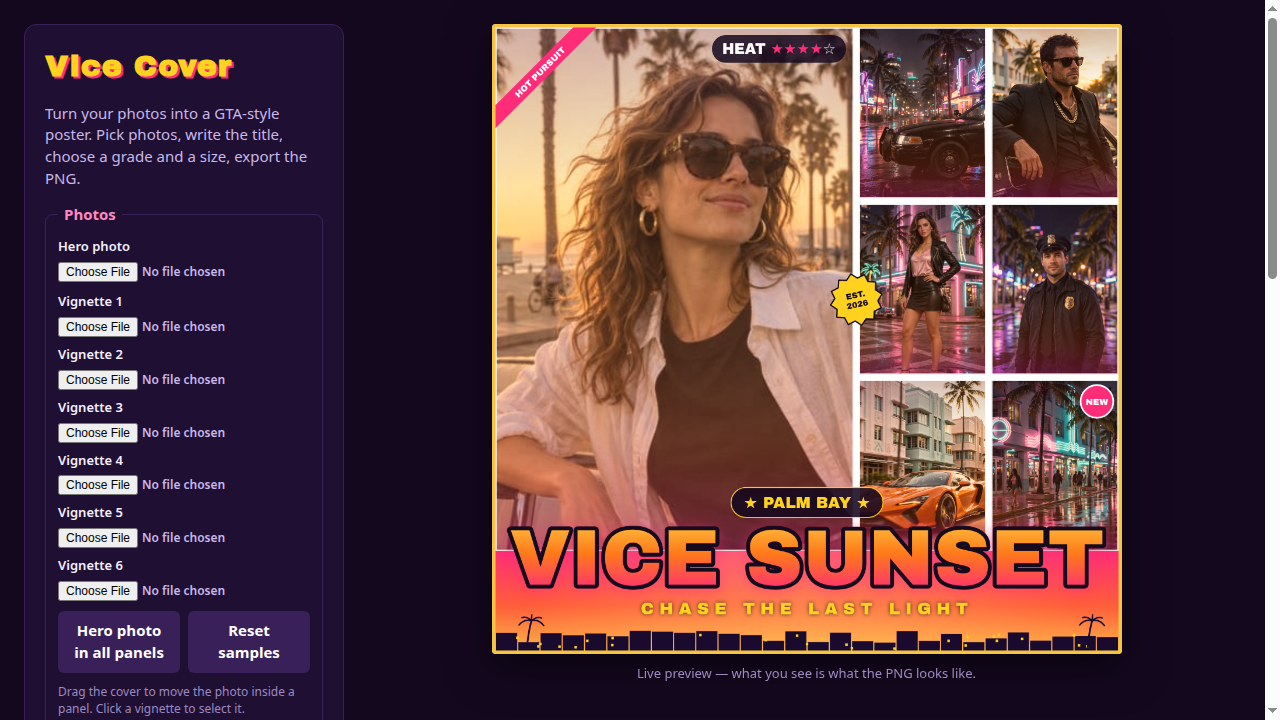 Vice Cover
Turn your photos into a GTA-style
poster. Pick photos, write the title,
choose a grade and a size, export the
PNG.
Photos
Hero photo
Choose File No file chosen
Vignette 1
Choose File No file chosen
Vignette 2
Choose File No file chosen
Vignette 3
Choose File No file chosen
Vignette 4
Choose File No file chosen
Vignette 5
Choose File No file chosen
Vignette 6
Choose File No file chosen
Hero photo
in all panels
Reset
samples
Drag the cover to move the photo inside a
panel. Click a vignette to select it.
HOT PURSUIT
HEAT ★★★★☆
EST.
2026
NEW
★ PALM BAY ★
VICE SUNSET
CHASE THE LAST LIGHT
Live preview — what you see is what the PNG looks like.